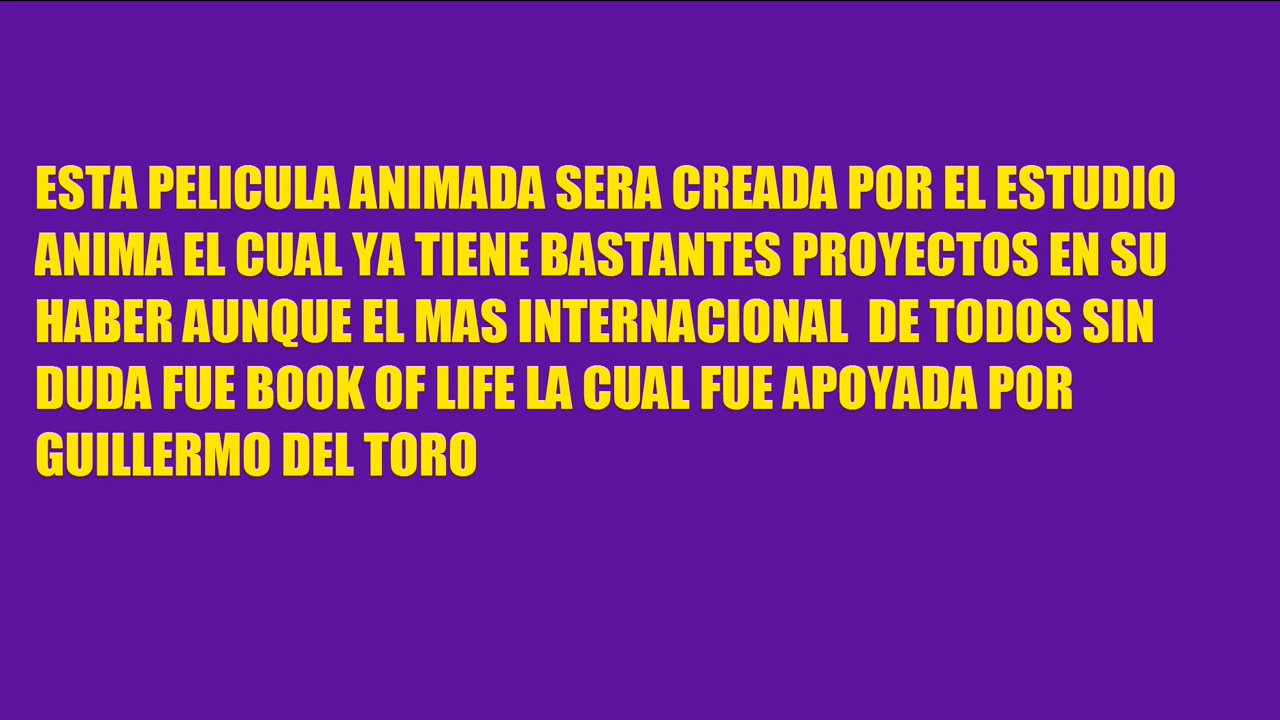 ESTA PELICULA ANIMADA SERA CREADA POR EL ESTUDIO
ANIMA EL CUAL YA TIENE BASTANTES PROYECTOS EN SU
HABER AUNQUE EL MAS INTERNACIONAL  DE TODOS SIN
DUDA FUE BOOK OF LIFE LA CUAL FUE APOYADA POR
GUILLERMO DEL TORO